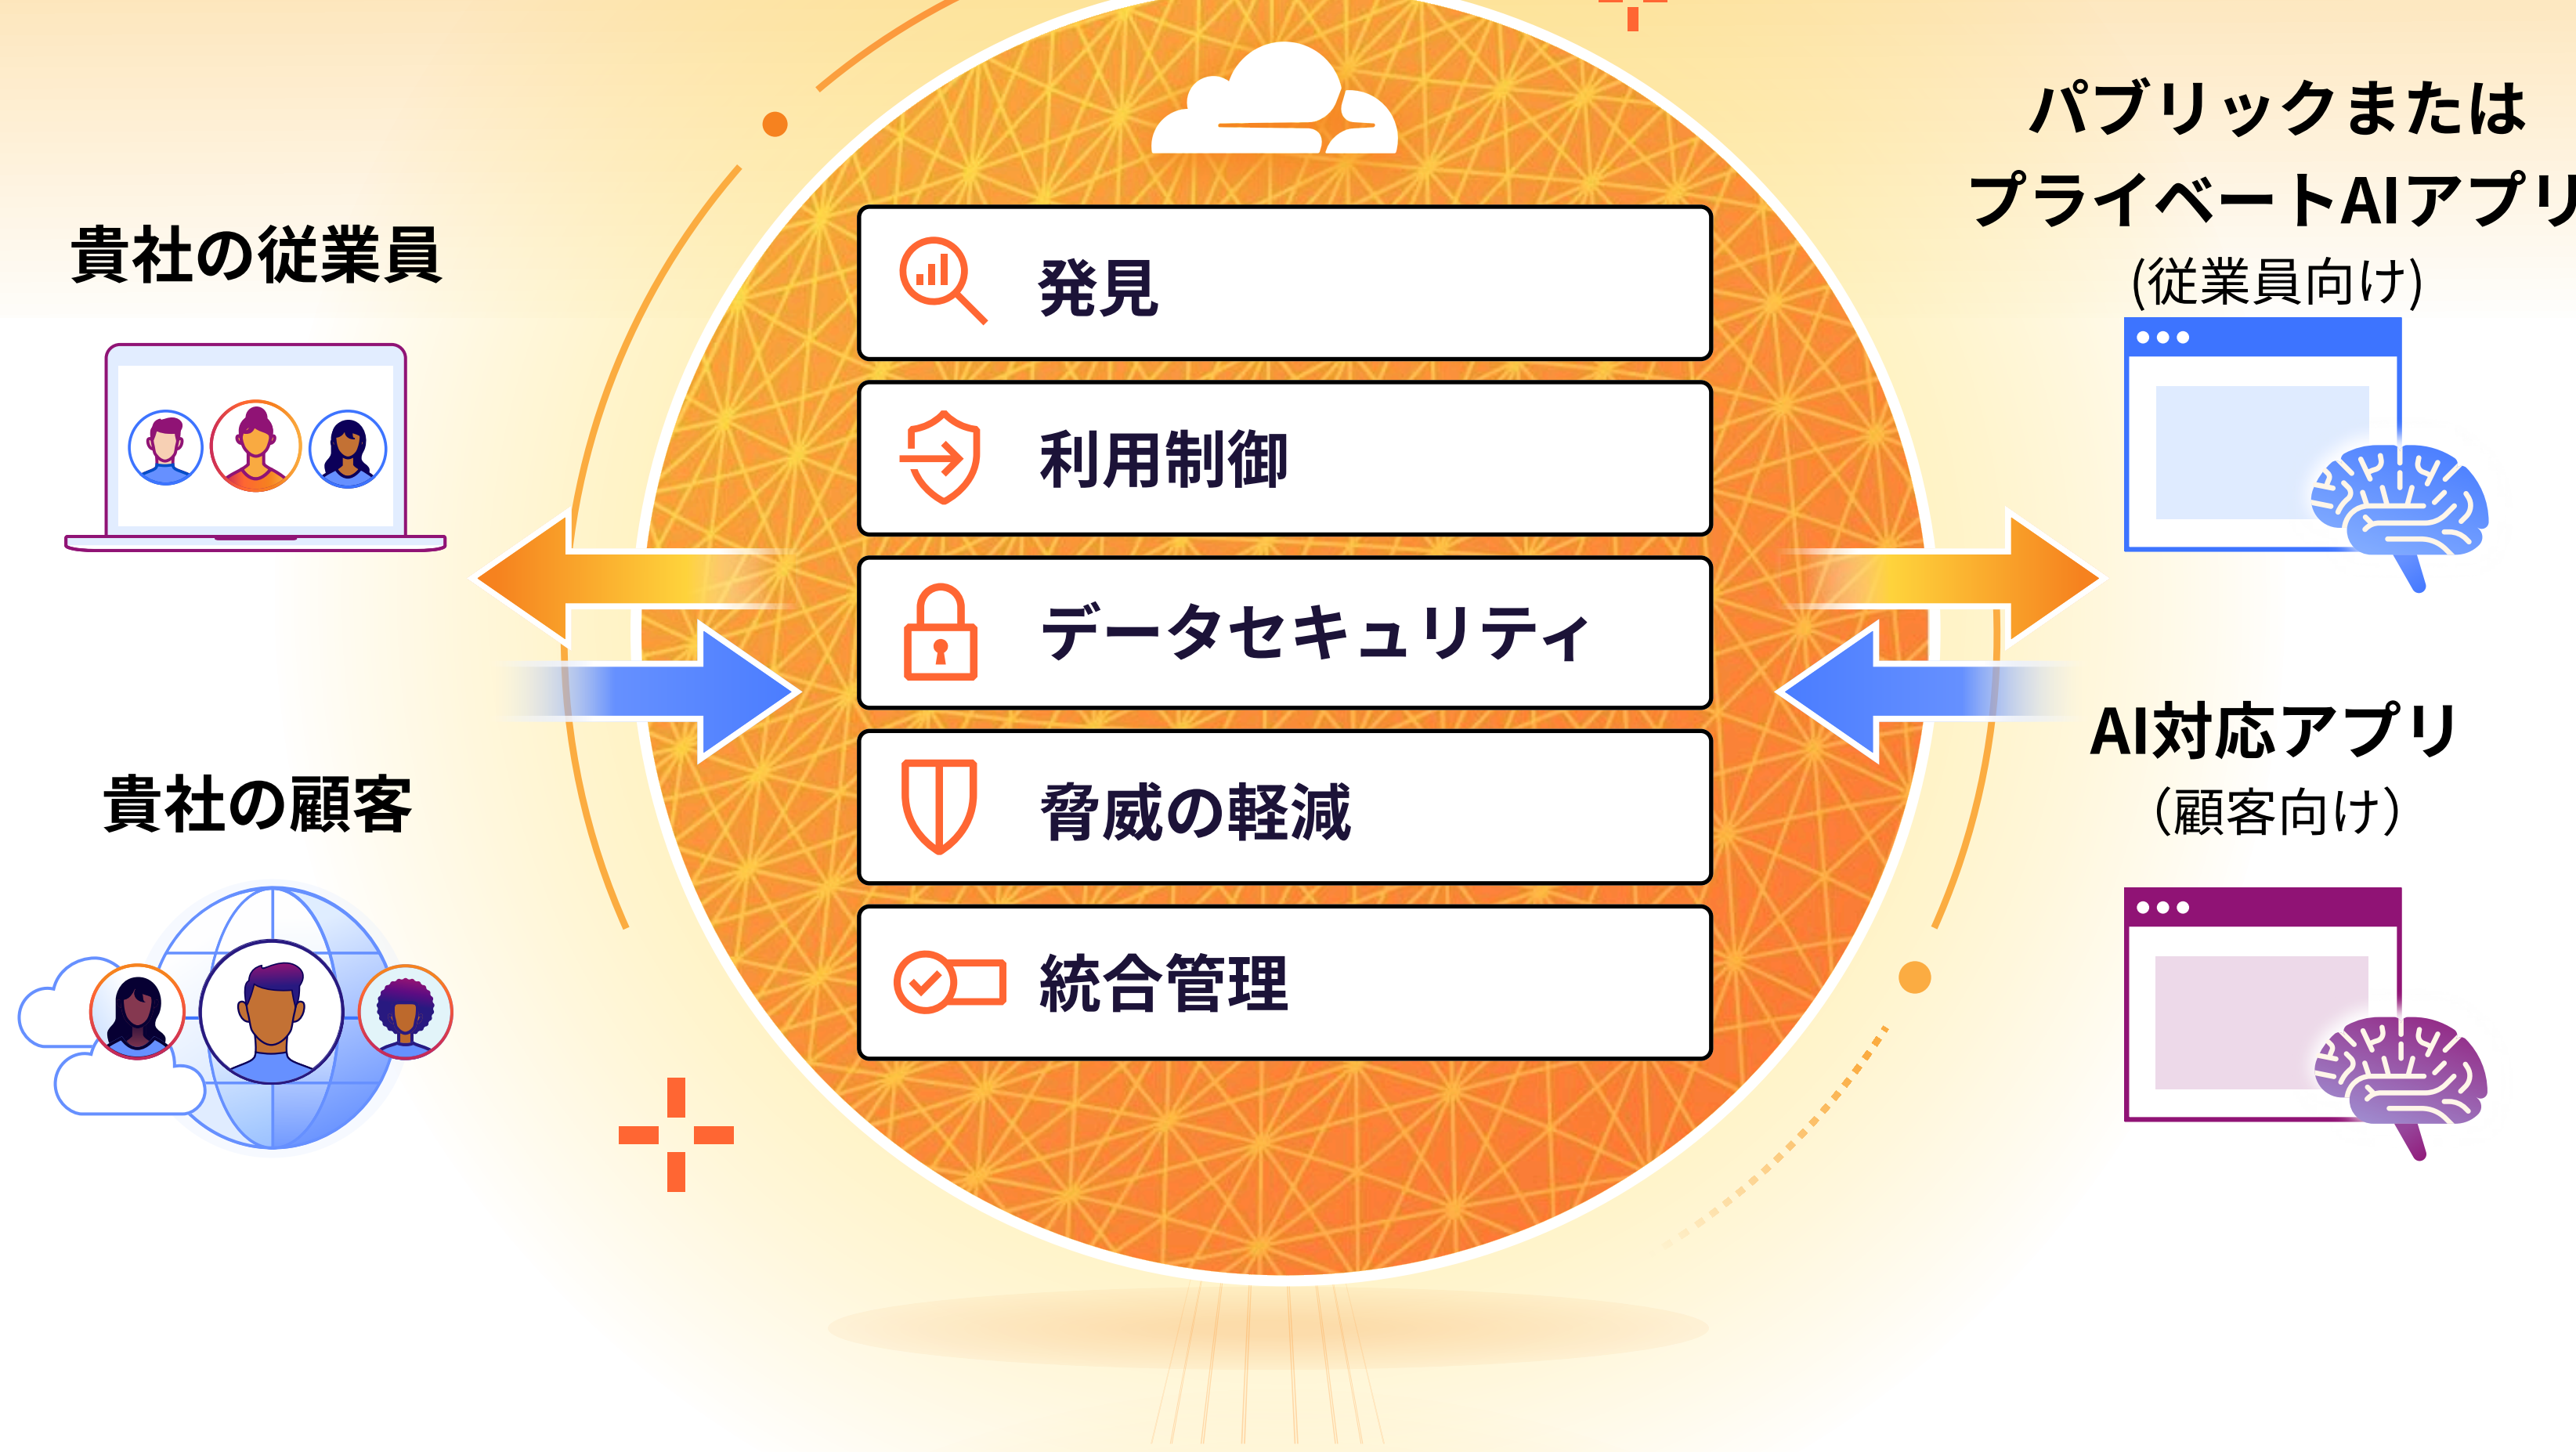 貴社の従業員
貴社の顧客
発見
利用制御
データセキュリティ
脅威の軽減
統合管理
パブリックまたは
プライベートAIアプリ
(従業員向け)
AI対応アプリ
（顧客向け）